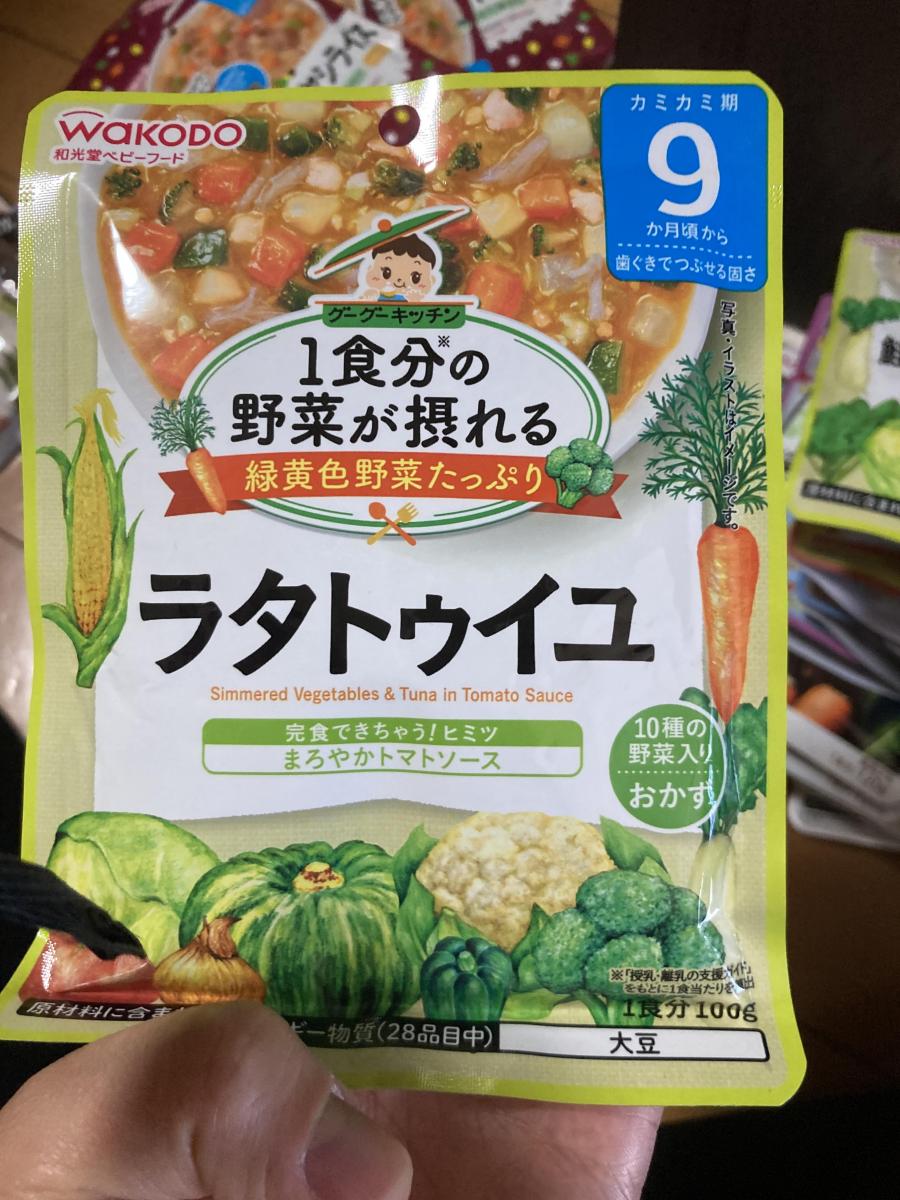 WAKODO
和光堂ベビーフード
カミカミ期
9
か月頃から
歯ぐきでつぶせる固さ
写真・イラストはイメージです。
グーグーキッチン
1食分※の
野菜が摂れる
緑黄色野菜たっぷり
ラタトゥイユ
Simmered Vegetables & Tuna in Tomato Sauce
完食できちゃう!ヒミツ
まろやかトマトソース
10種の
野菜入り
おかず
※「授乳・離乳の支援ガイド」
をもとに1食当たりを
1食分 100g
原材料に含ま
ギー物質(28品目中)
大豆